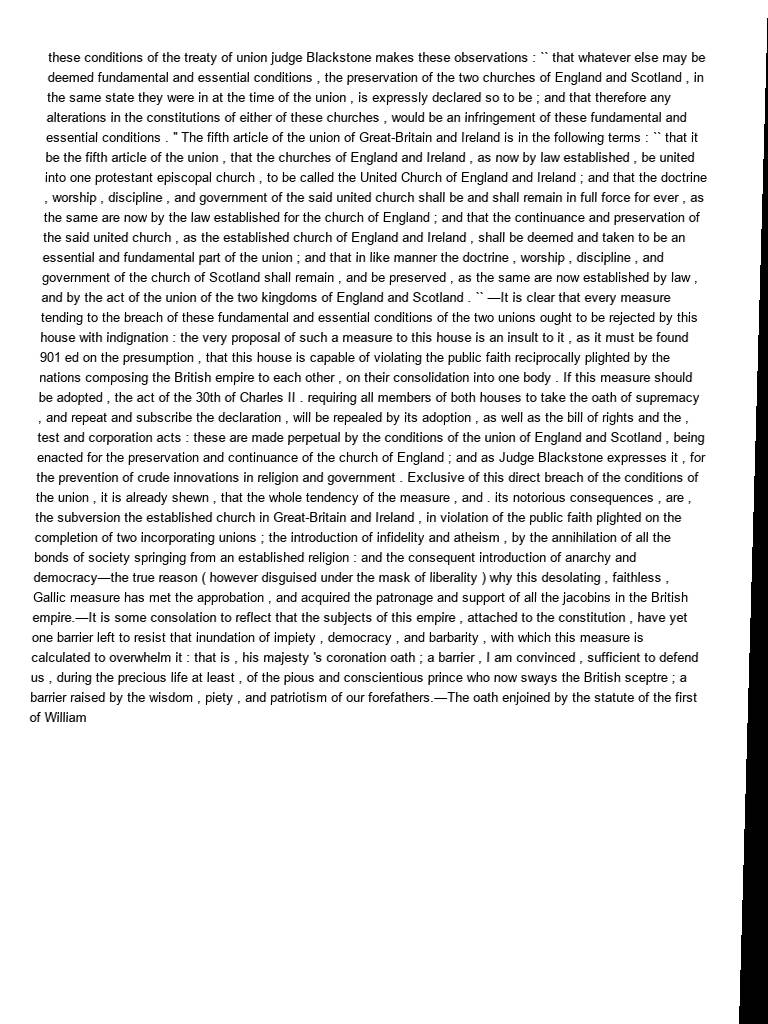 these conditions of the treaty of union judge Blackstone makes these observations : `` that whatever else may be
deemed fundamental and essential conditions , the preservation of the two churches of England and Scotland , in
the same state they were in at the time of the union , is expressly declared so to be ; and that therefore any
alterations in the constitutions of either of these churches , would be an infringement of these fundamental and
essential conditions . '' The fifth article of the union of Great-Britain and Ireland is in the following terms : `` that it
be the fifth article of the union , that the churches of England and Ireland , as now by law established , be united
into one protestant episcopal church , to be called the United Church of England and Ireland ; and that the doctrine
, worship , discipline , and government of the said united church shall be and shall remain in full force for ever , as
the same are now by the law established for the church of England ; and that the continuance and preservation of
the said united church , as the established church of England and Ireland , shall be deemed and taken to be an
essential and fundamental part of the union ; and that in like manner the doctrine , worship , discipline , and
government of the church of Scotland shall remain , and be preserved , as the same are now established by law ,
and by the act of the union of the two kingdoms of England and Scotland . `` —It is clear that every measure
tending to the breach of these fundamental and essential conditions of the two unions ought to be rejected by this
house with indignation : the very proposal of such a measure to this house is an insult to it , as it must be found
901 ed on the presumption , that this house is capable of violating the public faith reciprocally plighted by the
nations composing the British empire to each other , on their consolidation into one body . If this measure should
be adopted , the act of the 30th of Charles II . requiring all members of both houses to take the oath of supremacy
, and repeat and subscribe the declaration , will be repealed by its adoption , as well as the bill of rights and the ,
test and corporation acts : these are made perpetual by the conditions of the union of England and Scotland , being
enacted for the preservation and continuance of the church of England ; and as Judge Blackstone expresses it , for
the prevention of crude innovations in religion and government . Exclusive of this direct breach of the conditions of
the union , it is already shewn , that the whole tendency of the measure , and . its notorious consequences , are ,
the subversion the established church in Great-Britain and Ireland , in violation of the public faith plighted on the
completion of two incorporating unions ; the introduction of infidelity and atheism , by the annihilation of all the
bonds of society springing from an established religion : and the consequent introduction of anarchy and
democracy—the true reason ( however disguised under the mask of liberality ) why this desolating , faithless ,
Gallic measure has met the approbation , and acquired the patronage and support of all the jacobins in the British
empire.—It is some consolation to reflect that the subjects of this empire , attached to the constitution , have yet
one barrier left to resist that inundation of impiety , democracy , and barbarity , with which this measure is
calculated to overwhelm it : that is , his majesty 's coronation oath ; a barrier , I am convinced , sufficient to defend
us , during the precious life at least , of the pious and conscientious prince who now sways the British sceptre ; a
barrier raised by the wisdom , piety , and patriotism of our forefathers.—The oath enjoined by the statute of the first
of William